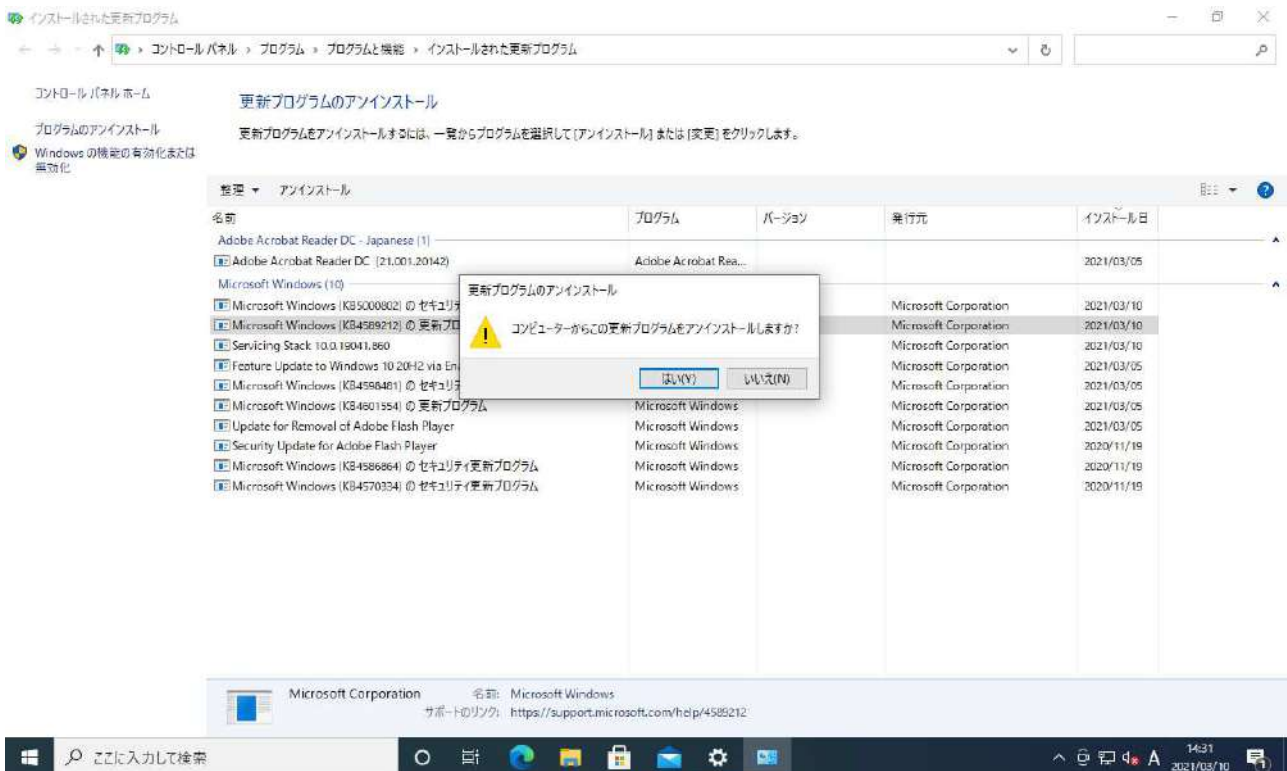 インストールされた更新プログラム
コントロール パネル › プログラム › プログラムと機能 › インストールされた更新プログラム
コントロール パネル ホーム
プログラムのアンインストール
Windows の機能の有効化または
無効化
更新プログラムのアンインストール
更新プログラムをアンインストールするには、一覧からプログラムを選択して [アンインストール] または [変更] をクリックします。
整理 ▼ アンインストール
名前 プログラム バージョン 発行元 インストール日
Adobe Acrobat Reader DC - Japanese (1)
Adobe Acrobat Reader DC (21.001.20142) Adobe Acrobat Rea... 2021/03/05
Microsoft Windows (10)
Microsoft Windows (KB5000802) の セキュリテ Microsoft Corporation 2021/03/10
Microsoft Windows (KB4589212) の 更新プロ Microsoft Corporation 2021/03/10
Servicing Stack 10.0.19041.860 Microsoft Corporation 2021/03/10
Feature Update to Windows 10 20H2 via En Microsoft Corporation 2021/03/05
Microsoft Windows (KB4598481) の セキュリテ Microsoft Corporation 2021/03/05
Microsoft Windows (KB4601554) の 更新プログラム Microsoft Windows Microsoft Corporation 2021/03/05
Update for Removal of Adobe Flash Player Microsoft Windows Microsoft Corporation 2021/03/05
Security Update for Adobe Flash Player Microsoft Windows Microsoft Corporation 2020/11/19
Microsoft Windows (KB4586864) の セキュリティ更新プログラム Microsoft Windows Microsoft Corporation 2020/11/19
Microsoft Windows (KB4570334) の セキュリティ更新プログラム Microsoft Windows Microsoft Corporation 2020/11/19
更新プログラムのアンインストール
コンピューターからこの更新プログラムをアンインストールしますか?
はい(Y) いいえ(N)
Microsoft Corporation 名前: Microsoft Windows
サポートのリンク: https://support.microsoft.com/help/4589212
ここに入力して検索
A 14:31
2021/03/10